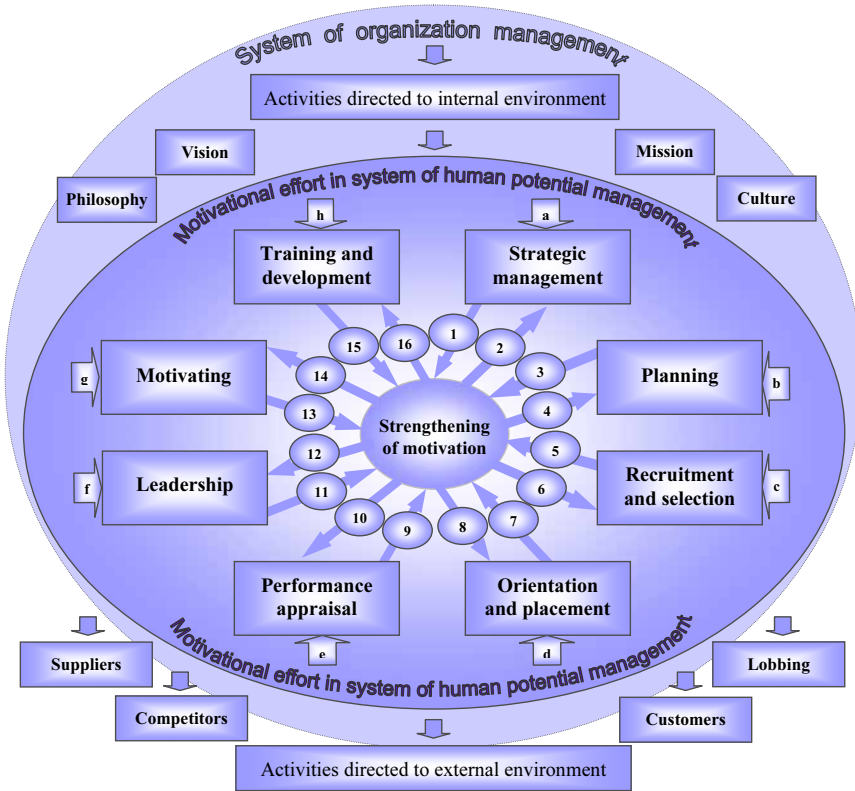 System of organization management
Activities directed to internal environment
Vision
Mission
Philosophy
Culture
Motivational effort in system of human potential management
h
a
Training and
development
Strategic
management
1
2
3
4
5
6
7
8
9
10
11
12
13
14
15
16
g
Motivating
Planning
b
Strengthening
of motivation
f
Leadership
Recruitment
and selection
c
Performance
appraisal
Orientation
and placement
e
d
Motivational effort in system of human potential management
Suppliers
Lobbing
Competitors
Customers
Activities directed to external environment